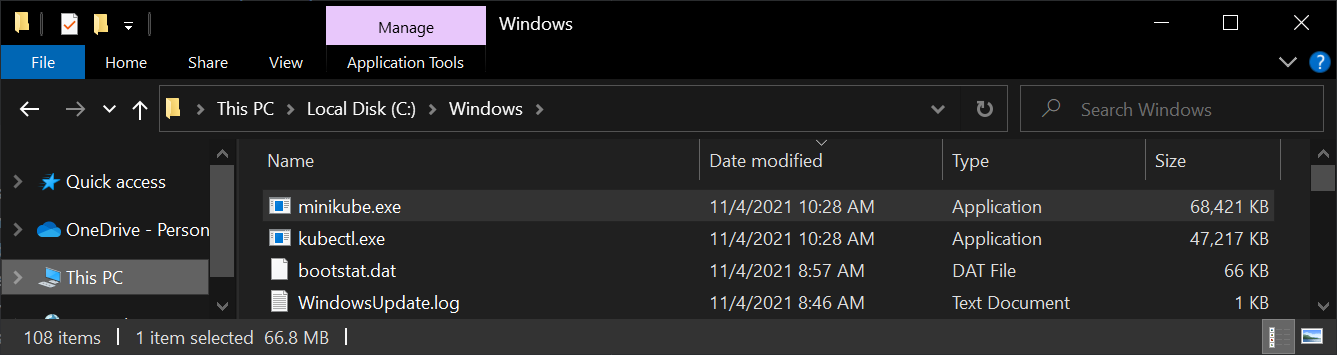 Manage Windows
File Home Share View Application Tools ?
This PC Local Disk (C:) Windows Search Windows
Name Date modified Type Size
Quick access
minikube.exe 11/4/2021 10:28 AM Application 68,421 KB
OneDrive - Person
kubectl.exe 11/4/2021 10:28 AM Application 47,217 KB
This PC
bootstat.dat 11/4/2021 8:57 AM DAT File 66 KB
WindowsUpdate.log 11/4/2021 8:46 AM Text Document 1 KB
108 items 1 item selected 66.8 MB